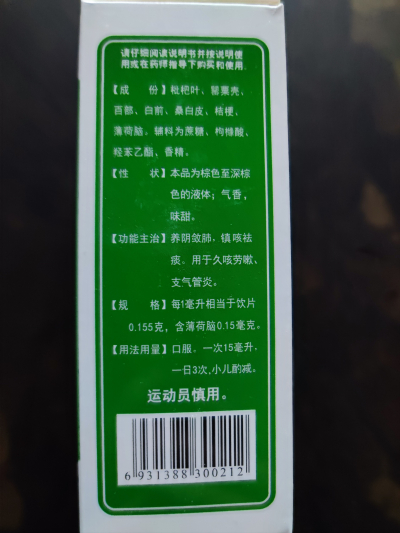 请仔细阅读说明书并按说明使
用或在药师指导下购买和使用.
【成　份】枇杷叶、罂粟壳、
百部、白前、桑白皮、桔梗、
薄荷脑。辅料为蔗糖、枸橼酸、
羟苯乙酯、香精。
【性　状】本品为棕色至深棕
色的液体；气香，
味甜。
【功能主治】养阴敛肺，镇咳祛
痰。用于久咳劳嗽、
支气管炎。
【规　格】每1毫升相当于饮片
0.155克，含薄荷脑0.15毫克。
【用法用量】口服。一次15毫升，
一日3次,小儿酌减。
运动员慎用。
6 931388 300212